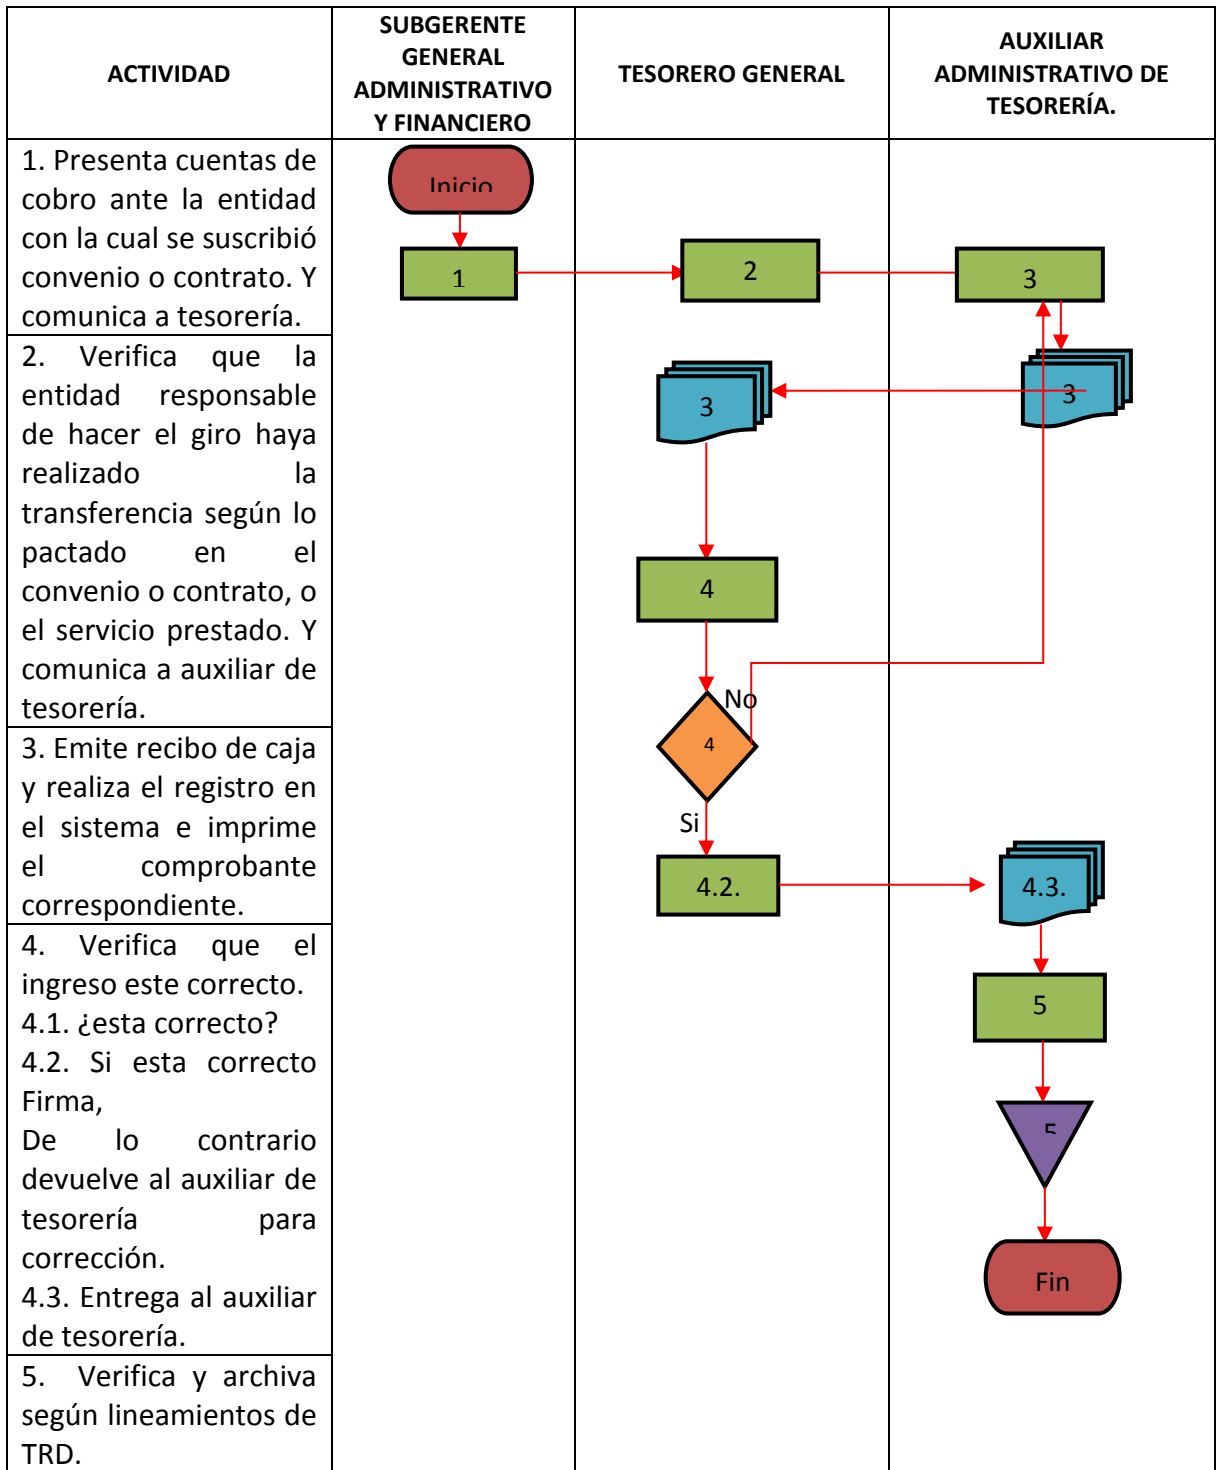 ACTIVIDAD
SUBGERENTE
GENERAL
ADMINISTRATIVO
Y FINANCIERO
TESORERO GENERAL
AUXILIAR
ADMINISTRATIVO DE
TESORERÍA.
1. Presenta cuentas de
cobro ante la entidad
con la cual se suscribió
convenio o contrato. Y
comunica a tesorería.
2. Verifica que la
entidad responsable
de hacer el giro haya
realizado la
transferencia según lo
pactado en el
convenio o contrato, o
el servicio prestado. Y
comunica a auxiliar de
tesorería.
3. Emite recibo de caja
y realiza el registro en
el sistema e imprime
el comprobante
correspondiente.
4. Verifica que el
ingreso este correcto.
4.1. ¿esta correcto?
4.2. Si esta correcto
Firma,
De lo contrario
devuelve al auxiliar de
tesorería para
corrección.
4.3. Entrega al auxiliar
de tesorería.
5. Verifica y archiva
según lineamientos de
TRD.
Inicio
1
2
3
3
3
4
No
4
Si
4.2.
4.3.
5
5
Fin